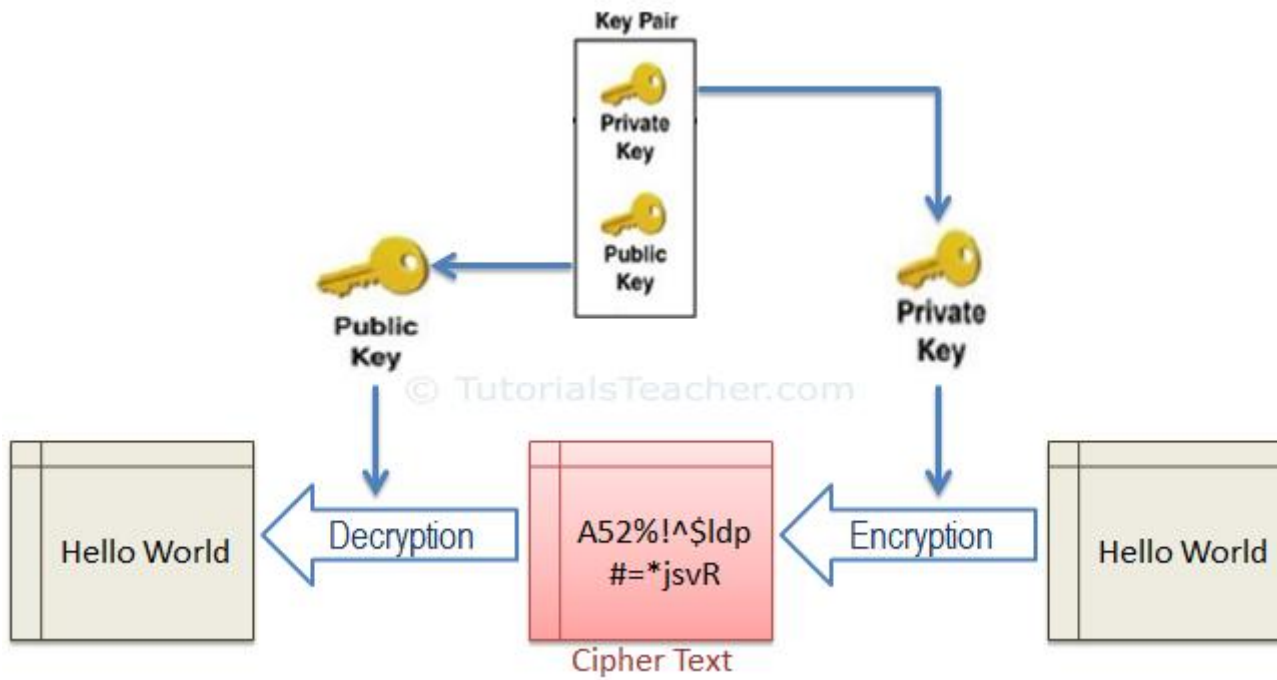 Key Pair
Private
Key
Public
Key
Public
Key
Private
Key
© TutorialsTeacher.com
Hello World
Decryption
A52%!^$ldp
#=*jsvR
Encryption
Hello World
Cipher Text